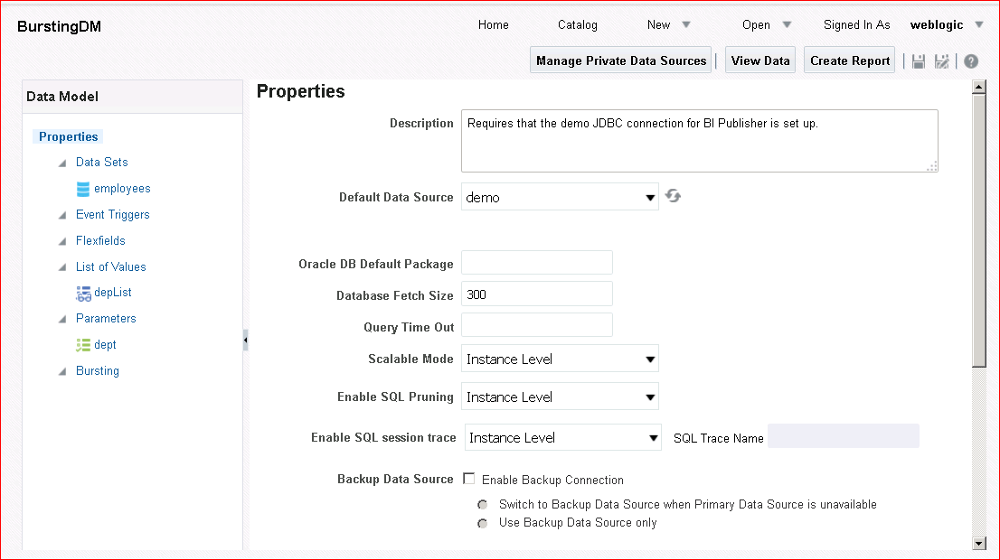 BurstingDM
Home Catalog New Open Signed In As weblogic
Manage Private Data Sources View Data Create Report ?
Data Model
Properties
Data Sets
employees
Event Triggers
Flexfields
List of Values
depList
Parameters
dept
Bursting
Properties
Description Requires that the demo JDBC connection for BI Publisher is set up.
Default Data Source demo
Oracle DB Default Package
Database Fetch Size 300
Query Time Out
Scalable Mode Instance Level
Enable SQL Pruning Instance Level
Enable SQL session trace Instance Level SQL Trace Name
Backup Data Source Enable Backup Connection
Switch to Backup Data Source when Primary Data Source is unavailable
Use Backup Data Source only